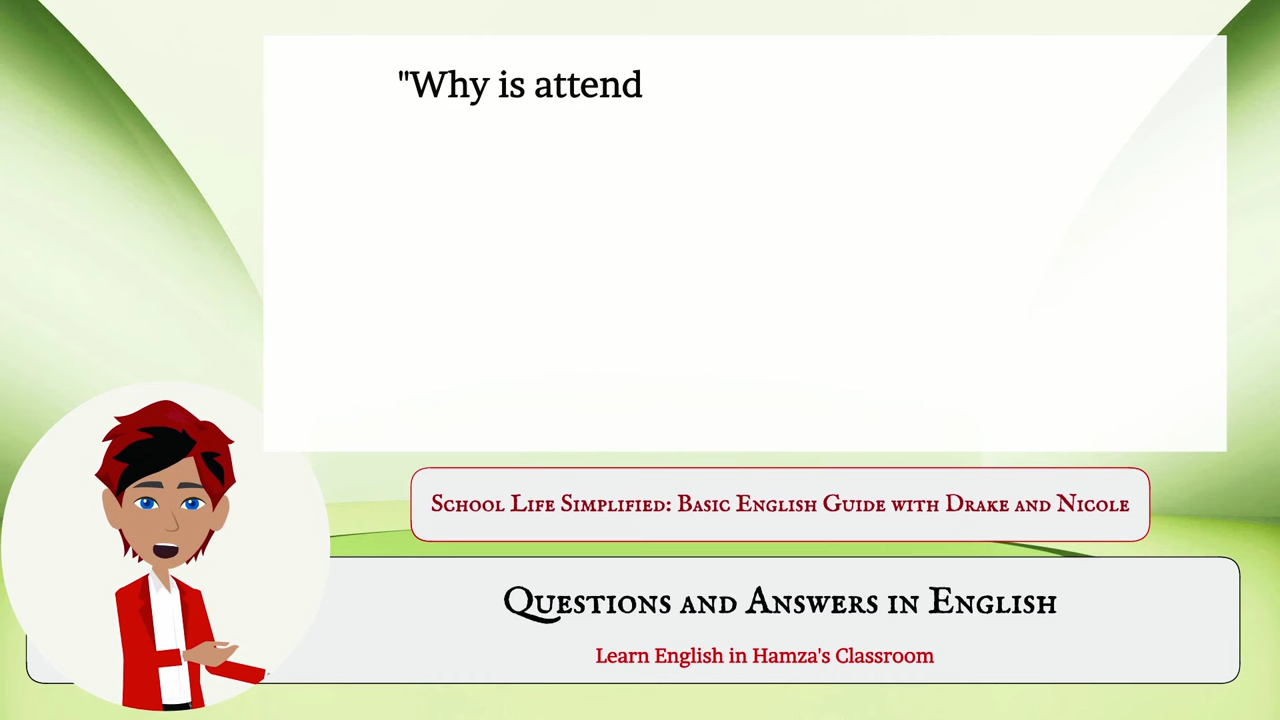 "Why is attend
School Life Simplified: Basic English Guide with Drake and Nicole
Questions and Answers in English
Learn English in Hamza's Classroom